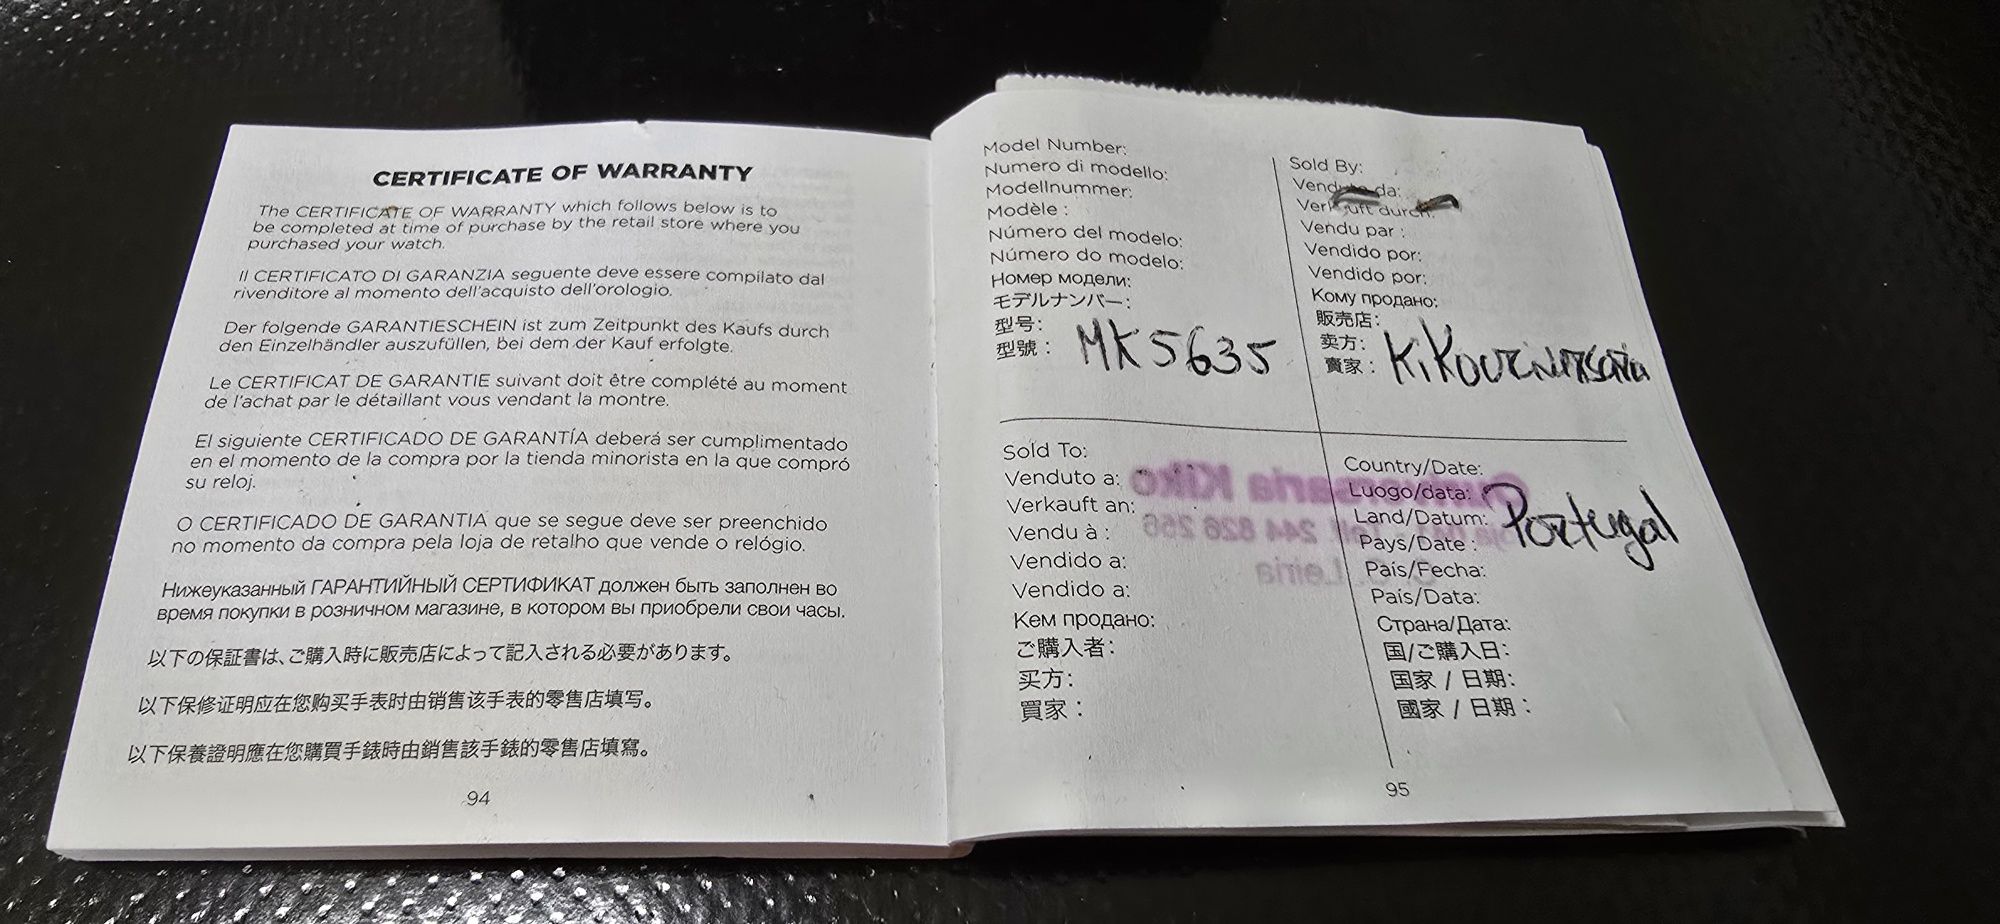 CERTIFICATE OF WARRANTY
The CERTIFICATE OF WARRANTY which follows below is to
be completed at time of purchase by the retail store where you
purchased your watch.
Il CERTIFICATO DI GARANZIA seguente deve essere compilato dal
rivenditore al momento dell'acquisto dell'orologio.
Der folgende GARANTIESCHEIN ist zum Zeitpunkt des Kaufs durch
den Einzelhändler auszufüllen, bei dem der Kauf erfolgte.
Le CERTIFICAT DE GARANTIE suivant doit être complété au moment
de l'achat par le détaillant vous vendant la montre.
El siguiente CERTIFICADO DE GARANTÍA deberá ser cumplimentado
en el momento de la compra por la tienda minorista en la que compró
su reloj.
O CERTIFICADO DE GARANTIA que se segue deve ser preenchido
no momento da compra pela loja de retalho que vende o relógio.
Нижеуказанный ГАРАНТИЙНЫЙ СЕРТИФИКАТ должен быть заполнен во
время покупки в розничном магазине, в котором вы приобрели свои часы.
以下の保証書は、ご購入時に販売店によって記入される必要があります。
以下保修证明应在您购买手表时由销售该手表的零售店填写。
以下保養證明應在您購買手錶時由銷售該手錶的零售店填寫。
94
Model Number:
Numero di modello:
Modellnummer:
Modèle :
Número del modelo:
Número do modelo:
Номер модели:
モデルナンバー:
型号:
型號 : MK5635
Sold By:
Venduto da:
Verkauft durch:
Vendu par :
Vendido por:
Vendido por:
Кому продано:
販売店:
卖方:
賣家 :
Sold To:
Venduto a:
Verkauft an:
Vendu à :
Vendido a:
Vendido a:
Кем продано:
ご購入者:
买方:
買家 :
Country/Date:
Luogo/data:
Land/Datum: Portugal
Pays/Date :
País/Fecha:
País/Data:
Страна/Дата:
国/ご購入日:
国家 / 日期:
國家 / 日期 :
95